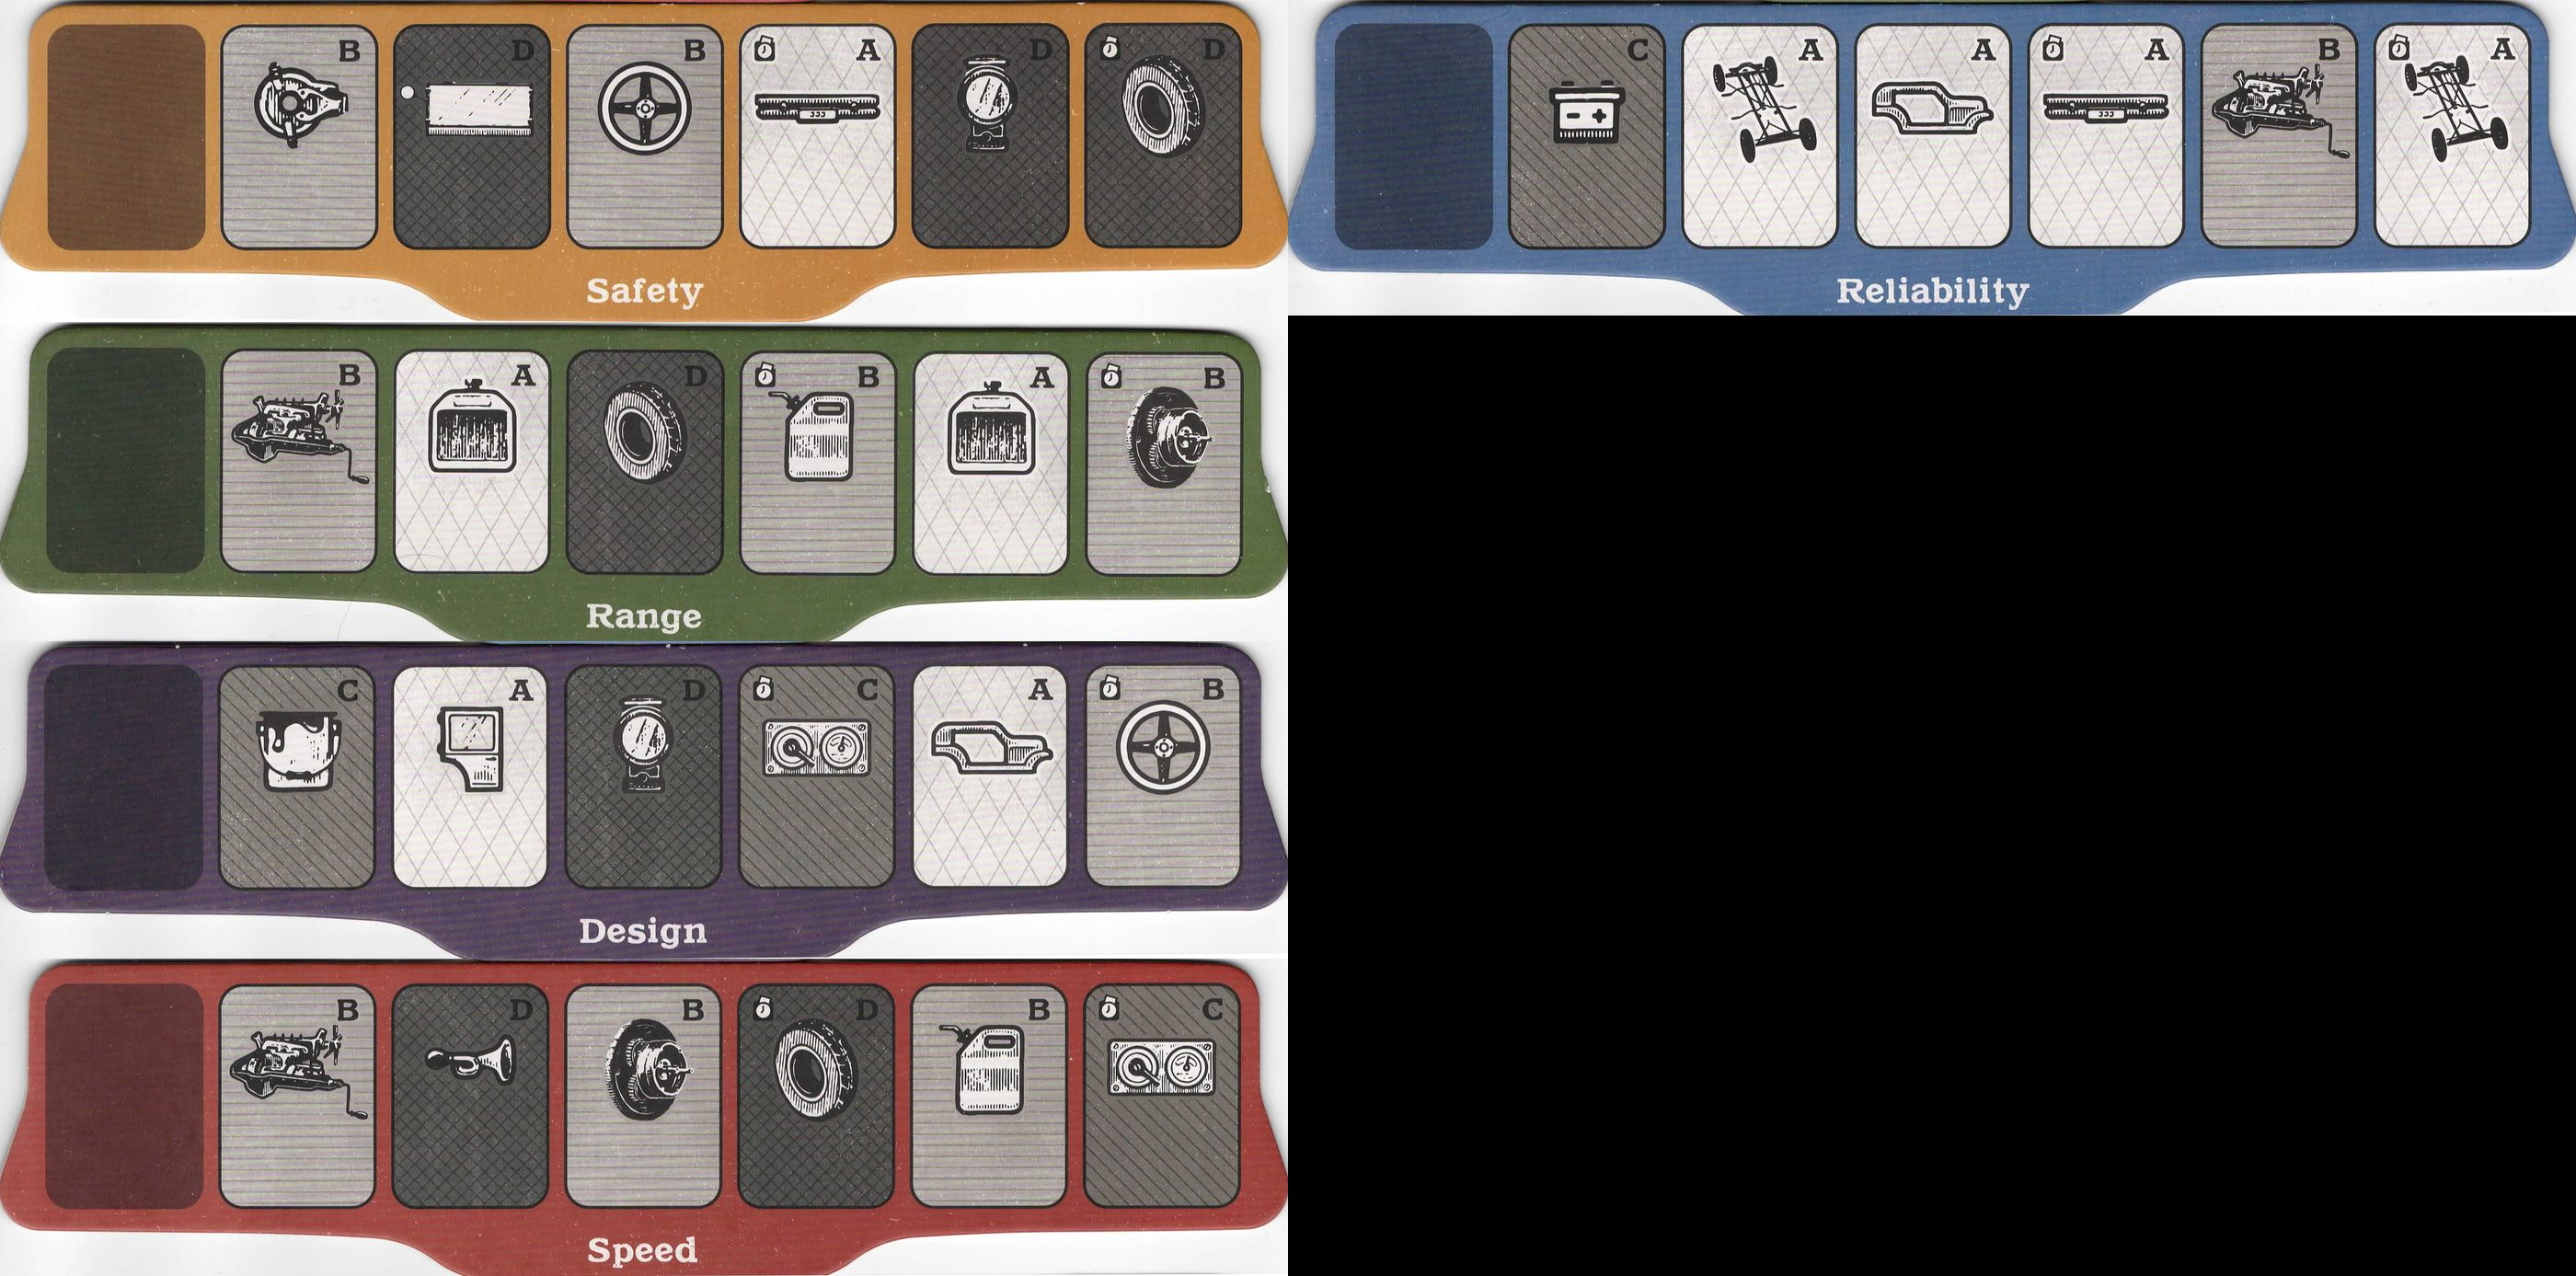 B D B A D D
Safety
C A A A B A
Reliability
B A D B A B
Range
C A D C A B
Design
B D B D B C
Speed